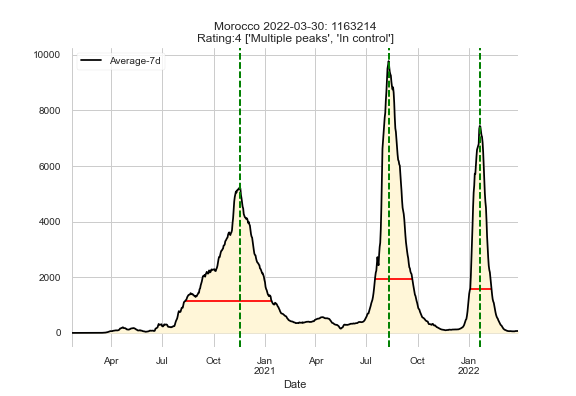 Morocco 2022-03-30: 1163214
Rating:4 ['Multiple peaks', 'In control']
Average-7d
10000
8000
6000
4000
2000
0
Apr Jul Oct Jan Apr Jul Oct Jan
2021 2022
Date